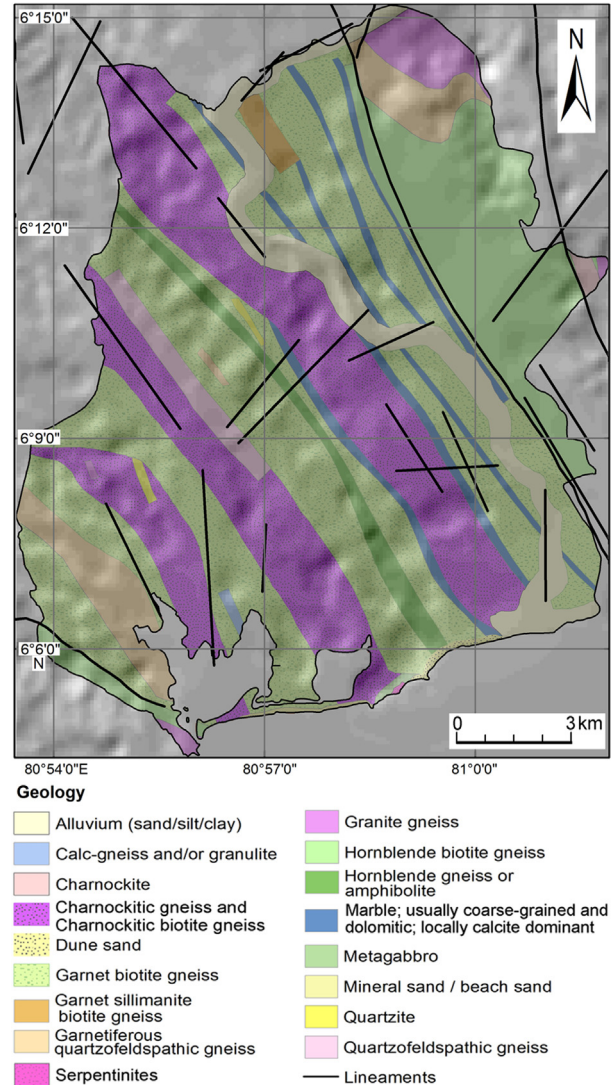 6°15'0"
N
6°12'0"
6°9'0"
6°6'0"
N
0 3 km
80°54'0"E 80°57'0" 81°0'0"
Geology
Alluvium (sand/silt/clay)
Calc-gneiss and/or granulite
Charnockite
Charnockitic gneiss and
Charnockitic biotite gneiss
Dune sand
Garnet biotite gneiss
Garnet sillimanite
biotite gneiss
Garnetiferous
quartzofeldspathic gneiss
Serpentinites
Granite gneiss
Hornblende biotite gneiss
Hornblende gneiss or
amphibolite
Marble; usually coarse-grained and
dolomitic; locally calcite dominant
Metagabbro
Mineral sand / beach sand
Quartzite
Quartzofeldspathic gneiss
Lineaments